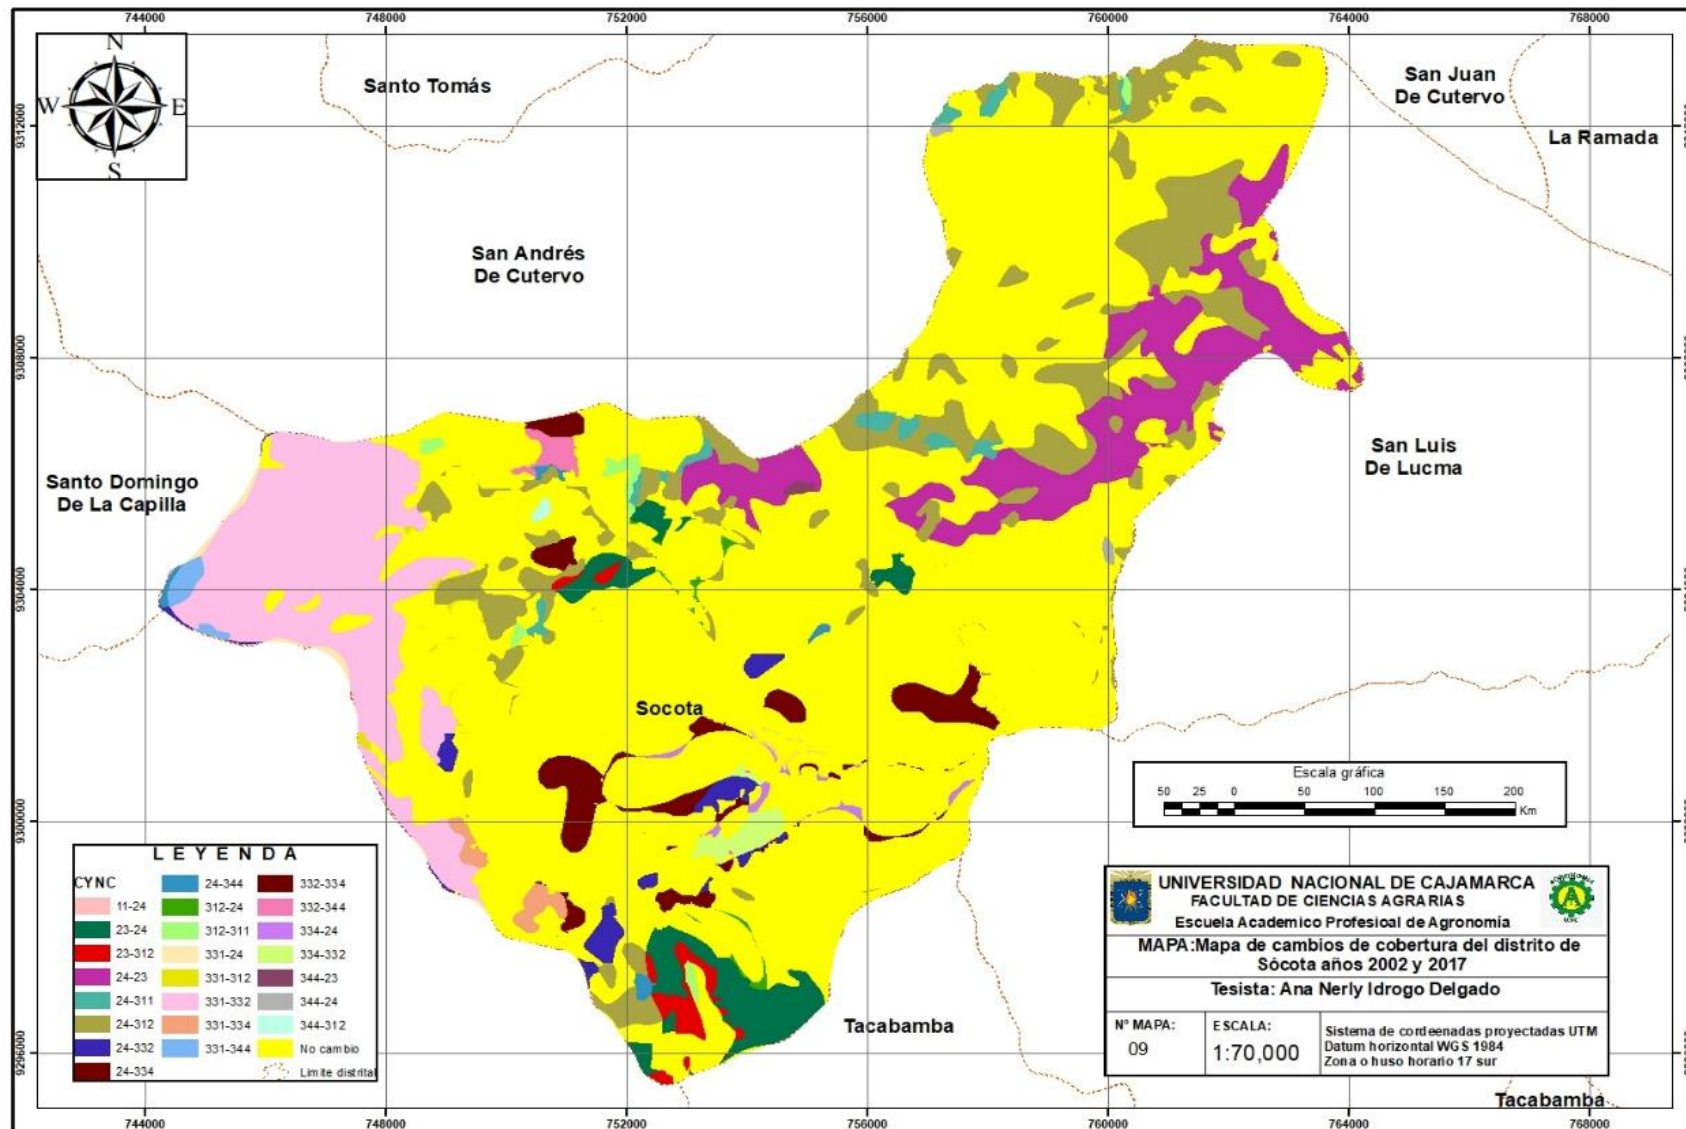 744000 748000 752000 756000 760000 764000 768000
N
W E
S
Santo Tomás
San Juan
De Cutervo
La Ramada
9312000
San Andrés
De Cutervo
9308000
San Luis
De Lucma
Santo Domingo
De La Capilla
9304000
Socota
Escala gráfica
50 25 0 50 100 150 200
Km
9300000
LEYENDA
CYNC
11-24
23-24
23-312
24-23
24-311
24-312
24-332
24-334
24-344
312-24
312-311
331-24
331-312
331-332
331-334
331-344
332-334
332-344
334-24
334-332
344-23
344-24
344-312
No cambio
Limite distrital
UNIVERSIDAD NACIONAL DE CAJAMARCA
FACULTAD DE CIENCIAS AGRARIAS
Escuela Academico Profesioal de Agronomía
MAPA:Mapa de cambios de cobertura del distrito de
Sócota años 2002 y 2017
Tesista: Ana Nerly Idrogo Delgado
N° MAPA:
09
ESCALA:
1:70,000
Sistema de cordeenadas proyectadas UTM
Datum horizontal WGS 1984
Zona o huso horario 17 sur
Tacabamba
9296000
Tacabamba
744000 748000 752000 756000 760000 764000 768000